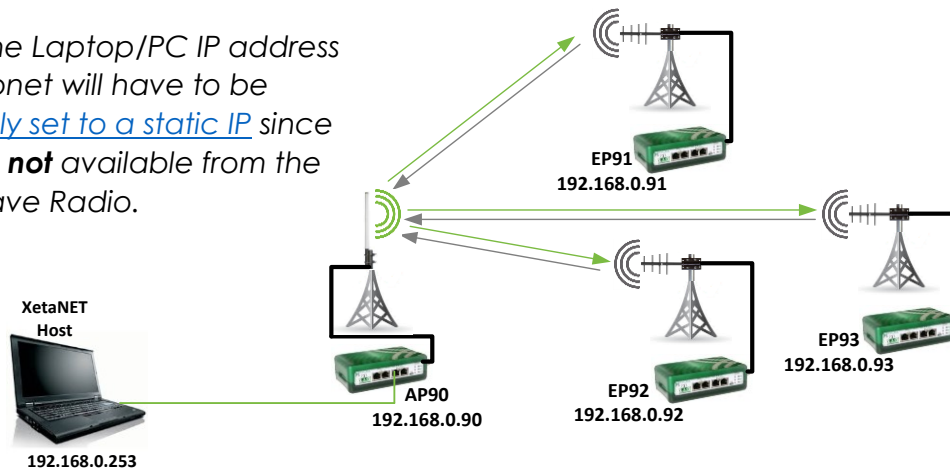 ne Laptop/PC IP address
onet will have to be
ly set to a static IP since
not available from the
ave Radio.
EP91
192.168.0.91
XetaNET
Host
AP90
192.168.0.90
EP92
192.168.0.92
EP93
192.168.0.93
192.168.0.253